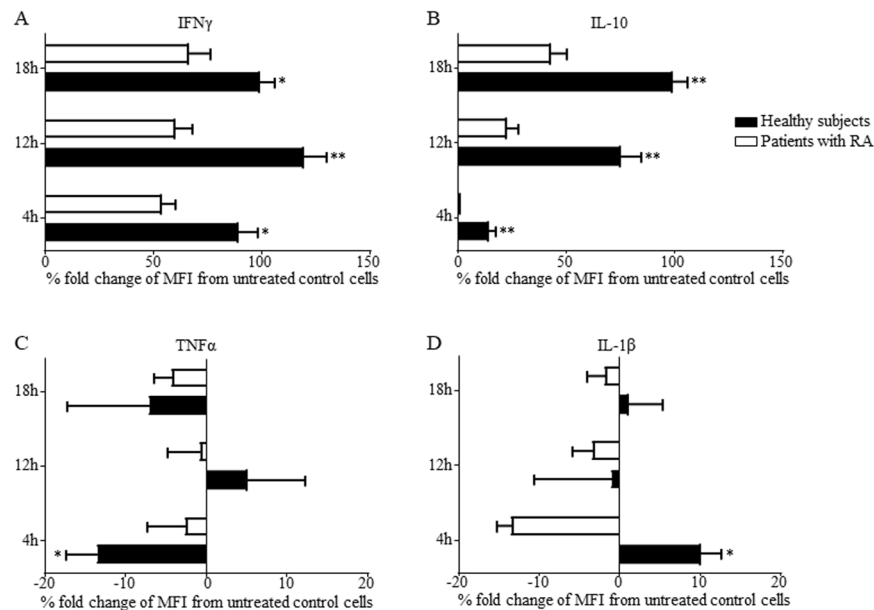 A
IFNγ
18h
*
12h
**
4h
*
0 50 100 150
% fold change of MFI from untreated control cells
B
IL-10
18h
**
12h
**
4h
**
0 50 100 150
% fold change of MFI from untreated control cells
Healthy subjects
Patients with RA
C
TNFα
18h
12h
4h
*
-20 -10 0 10 20
% fold change of MFI from untreated control cells
D
IL-1β
18h
12h
4h
*
-20 -10 0 10 20
% fold change of MFI from untreated control cells